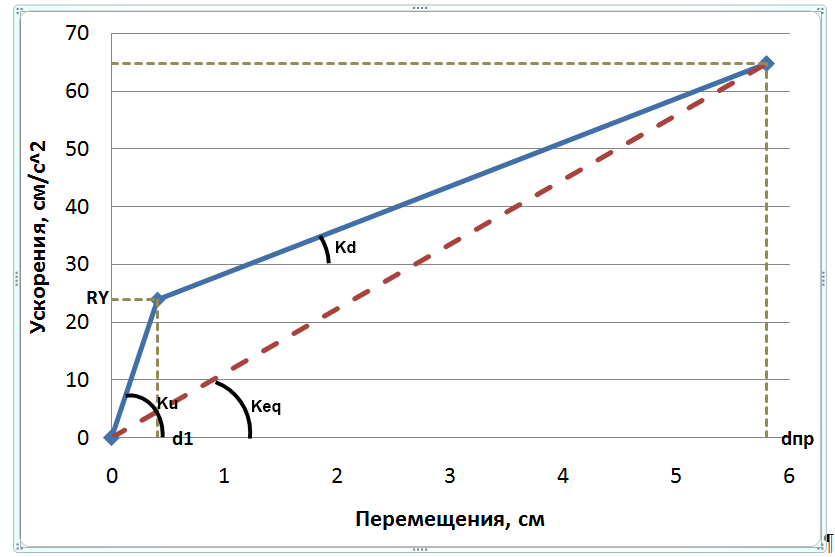 70
60
50
40
30
20
10
0
Ускорения, см/с^2
RY
Kd
Ku
Keq
d1
dпр
0 1 2 3 4 5 6
Перемещения, см
¶